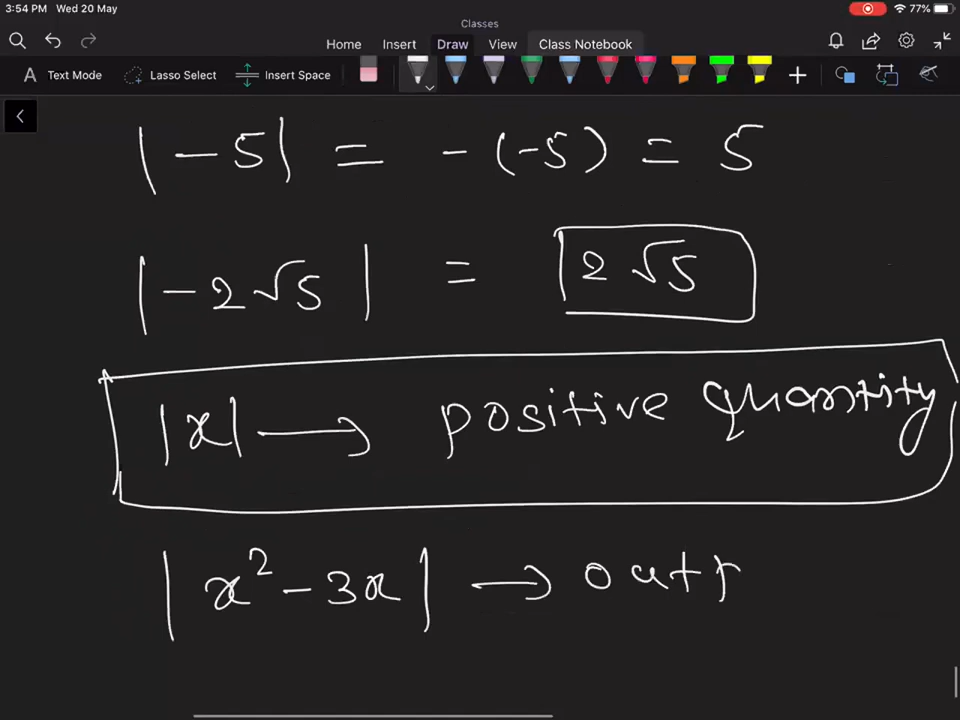 3:54 PM Wed 20 May
77%
Classes
Home Insert Draw View Class Notebook
A Text Mode Lasso Select Insert Space
|-5| = -(-5) = 5
|-2√5| = 2√5
|x| → positive quantity
|x² - 3x| → outp